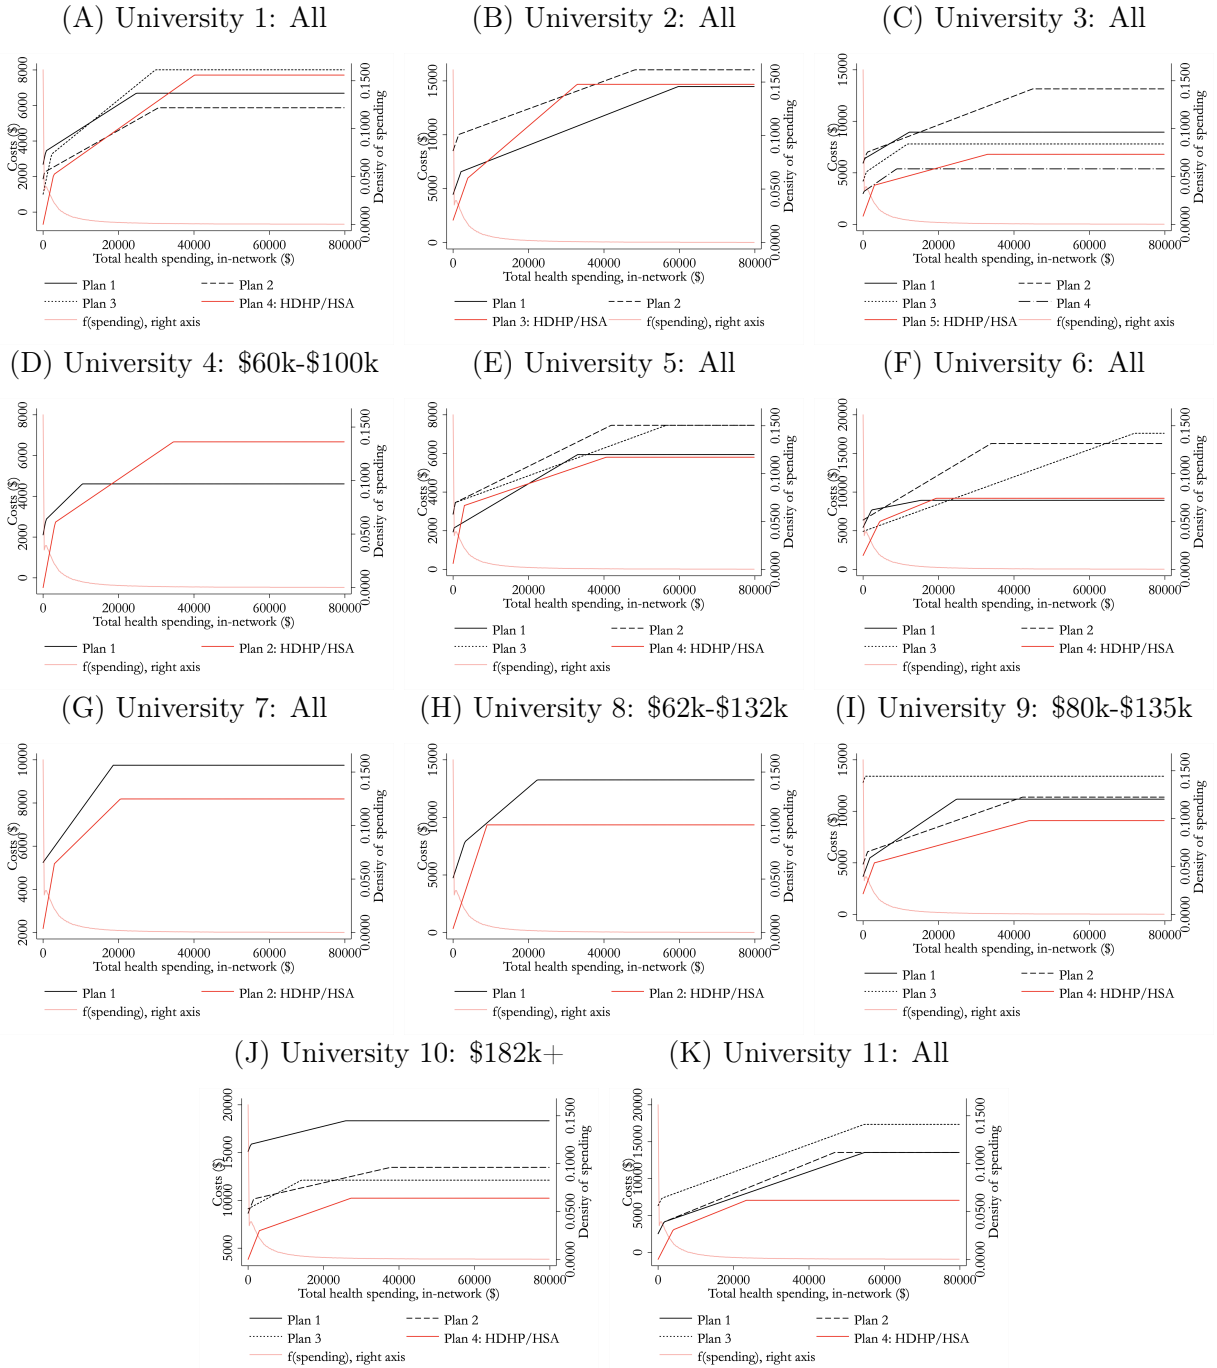 (A) University 1: All
(B) University 2: All
(C) University 3: All
Costs ($)
0 2000 4000 6000 8000
Density of spending
0.0000 0.0500 0.1000 0.1500
0 20000 40000 60000 80000
Total health spending, in-network ($)
Plan 1
Plan 2
Plan 3
Plan 4: HDHP/HSA
f(spending), right axis
Costs ($)
0 5000 10000 15000
Density of spending
0.0000 0.0500 0.1000 0.1500
0 20000 40000 60000 80000
Total health spending, in-network ($)
Plan 1
Plan 2
Plan 3: HDHP/HSA
f(spending), right axis
Costs ($)
0 5000 10000 15000
Density of spending
0.0000 0.0500 0.1000 0.1500
0 20000 40000 60000 80000
Total health spending, in-network ($)
Plan 1
Plan 2
Plan 3
Plan 4
Plan 5: HDHP/HSA
f(spending), right axis
(D) University 4: $60k-$100k
(E) University 5: All
(F) University 6: All
Costs ($)
0 2000 4000 6000 8000
Density of spending
0.0000 0.0500 0.1000 0.1500
0 20000 40000 60000 80000
Total health spending, in-network ($)
Plan 1
Plan 2: HDHP/HSA
f(spending), right axis
Costs ($)
0 2000 4000 6000 8000
Density of spending
0.0000 0.0500 0.1000 0.1500
0 20000 40000 60000 80000
Total health spending, in-network ($)
Plan 1
Plan 2
Plan 3
Plan 4: HDHP/HSA
f(spending), right axis
Costs ($)
0 5000 10000 15000 20000
Density of spending
0.0000 0.0500 0.1000 0.1500
0 20000 40000 60000 80000
Total health spending, in-network ($)
Plan 1
Plan 2
Plan 3
Plan 4: HDHP/HSA
f(spending), right axis
(G) University 7: All
(H) University 8: $62k-$132k
(I) University 9: $80k-$135k
Costs ($)
2000 4000 6000 8000 10000
Density of spending
0.0000 0.0500 0.1000 0.1500
0 20000 40000 60000 80000
Total health spending, in-network ($)
Plan 1
Plan 2: HDHP/HSA
f(spending), right axis
Costs ($)
0 5000 10000 15000
Density of spending
0.0000 0.0500 0.1000 0.1500
0 20000 40000 60000 80000
Total health spending, in-network ($)
Plan 1
Plan 2: HDHP/HSA
f(spending), right axis
Costs ($)
0 5000 10000 15000
Density of spending
0.0000 0.0500 0.1000 0.1500
0 20000 40000 60000 80000
Total health spending, in-network ($)
Plan 1
Plan 2
Plan 3
Plan 4: HDHP/HSA
f(spending), right axis
(J) University 10: $182k+
(K) University 11: All
Costs ($)
5000 10000 15000 20000
Density of spending
0.0000 0.0500 0.1000 0.1500
0 20000 40000 60000 80000
Total health spending, in-network ($)
Plan 1
Plan 2
Plan 3
Plan 4: HDHP/HSA
f(spending), right axis
Costs ($)
0 5000 10000 15000 20000
Density of spending
0.0000 0.0500 0.1000 0.1500
0 20000 40000 60000 80000
Total health spending, in-network ($)
Plan 1
Plan 2
Plan 3
Plan 4: HDHP/HSA
f(spending), right axis